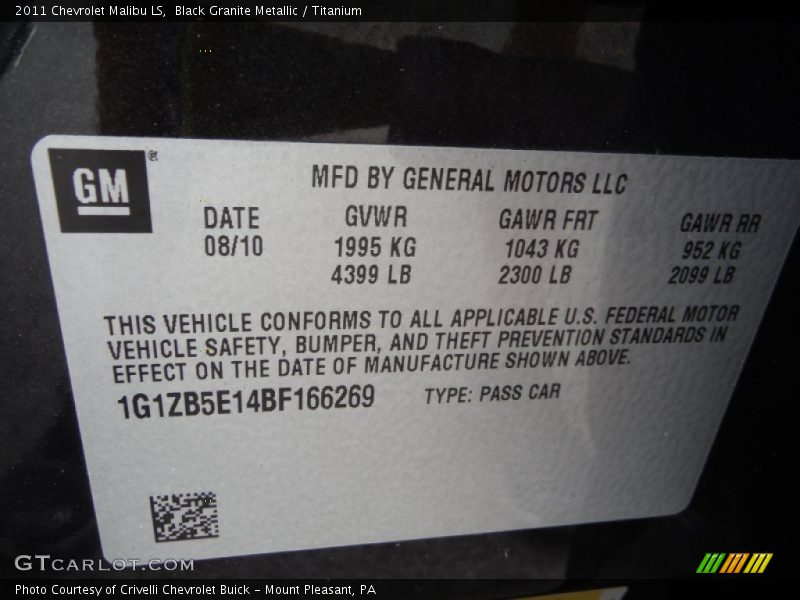 2011 Chevrolet Malibu LS, Black Granite Metallic / Titanium
GM ®
MFD BY GENERAL MOTORS LLC
DATE GVWR GAWR FRT GAWR RR
08/10 1995 KG 1043 KG 952 KG
4399 LB 2300 LB 2099 LB
THIS VEHICLE CONFORMS TO ALL APPLICABLE U.S. FEDERAL MOTOR
VEHICLE SAFETY, BUMPER, AND THEFT PREVENTION STANDARDS IN
EFFECT ON THE DATE OF MANUFACTURE SHOWN ABOVE.
1G1ZB5E14BF166269 TYPE: PASS CAR
GTCARLOT.COM
Photo Courtesy of Crivelli Chevrolet Buick – Mount Pleasant, PA